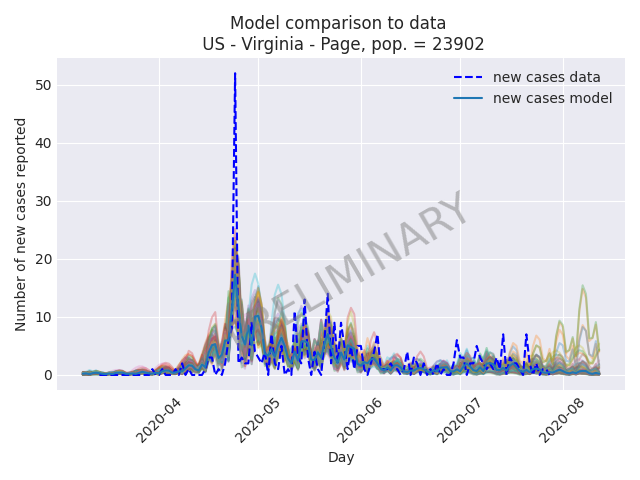 Model comparison to data
US - Virginia - Page, pop. = 23902
Number of new cases reported
50
40
30
20
10
0
new cases data
new cases model
PRELIMINARY
2020-04
2020-05
2020-06
2020-07
2020-08
Day